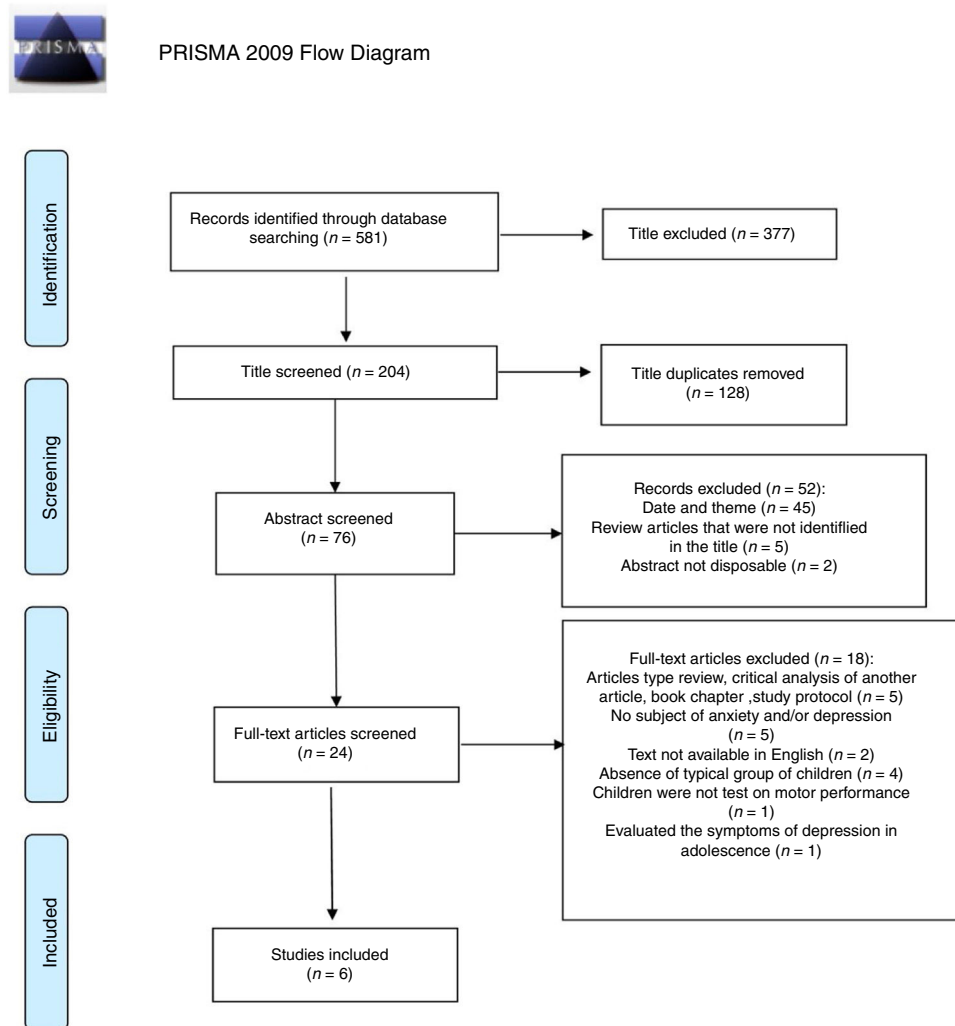 PRISMA
PRISMA 2009 Flow Diagram
Identification
Records identified through database
searching (n = 581)
Title excluded (n = 377)
Title screened (n = 204)
Title duplicates removed
(n = 128)
Screening
Abstract screened
(n = 76)
Records excluded (n = 52):
Date and theme (n = 45)
Review articles that were not identiflied
in the title (n = 5)
Abstract not disposable (n = 2)
Eligibility
Full-text articles screened
(n = 24)
Full-text articles excluded (n = 18):
Articles type review, critical analysis of another
article, book chapter ,study protocol (n = 5)
No subject of anxiety and/or depression
(n = 5)
Text not available in English (n = 2)
Absence of typical group of children (n = 4)
Children were not test on motor performance
(n = 1)
Evaluated the symptoms of depression in
adolescence (n = 1)
Included
Studies included
(n = 6)